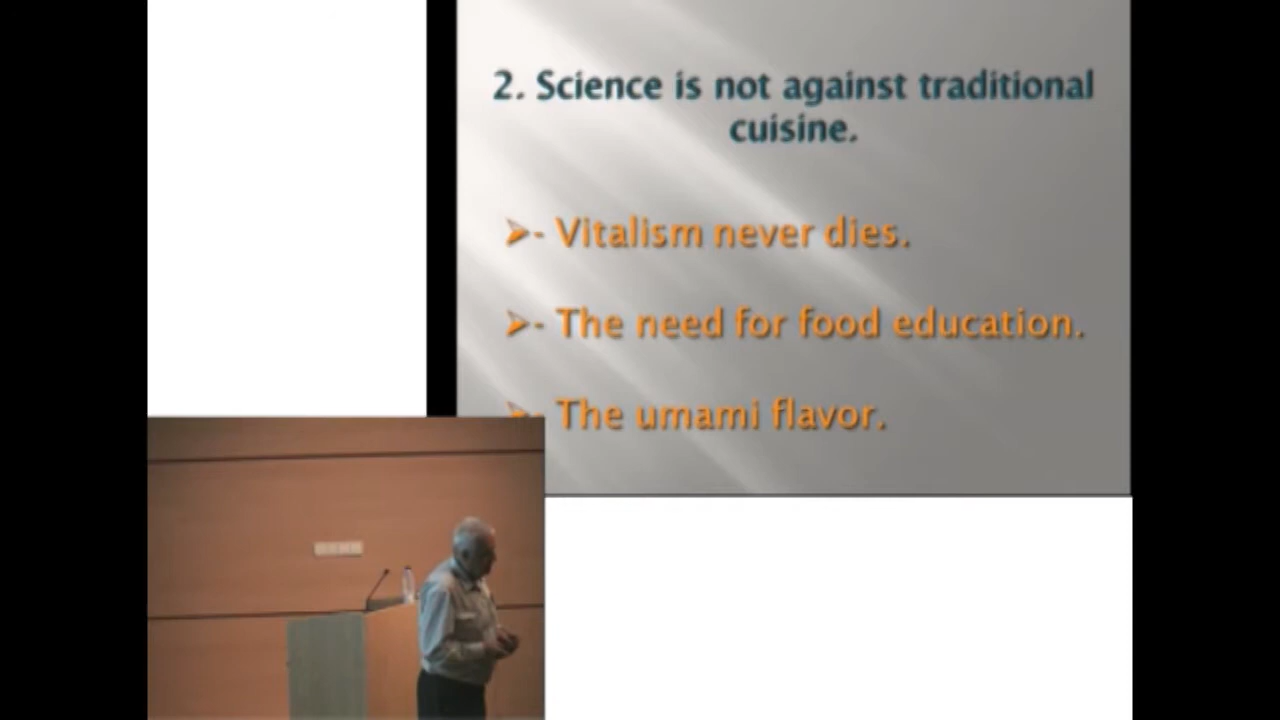 2. Science is not against traditional
cuisine.
➢- Vitalism never dies.
➢- The need for food education.
➢- The umami flavor.